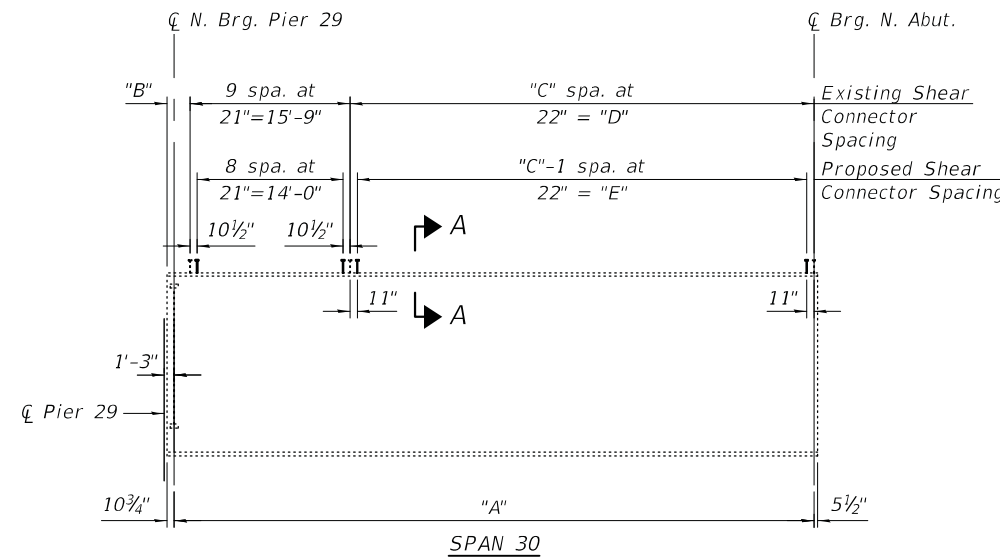 ℄ N. Brg. Pier 29
℄ Brg. N. Abut.
"B"
9 spa. at
21"=15'-9"
"C" spa. at
22" = "D"
Existing Shear
Connector
Spacing
8 spa. at
21"=14'-0"
"C"-1 spa. at
22" = "E"
Proposed Shear
Connector Spacing
10½"
10½"
A
11"
A
11"
1'-3"
℄ Pier 29
10¾"
"A"
5½"
SPAN 30